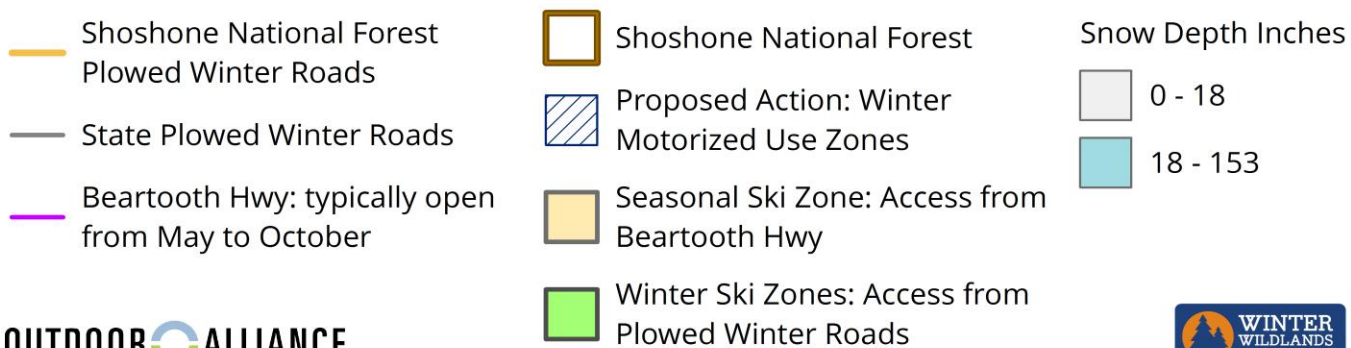 Shoshone National Forest
Plowed Winter Roads
State Plowed Winter Roads
Beartooth Hwy: typically open
from May to October
Shoshone National Forest
Proposed Action: Winter
Motorized Use Zones
Seasonal Ski Zone: Access from
Beartooth Hwy
Winter Ski Zones: Access from
Plowed Winter Roads
Snow Depth Inches
0 - 18
18 - 153
OUTDOOR ALLIANCE
WINTER
WILDLANDS